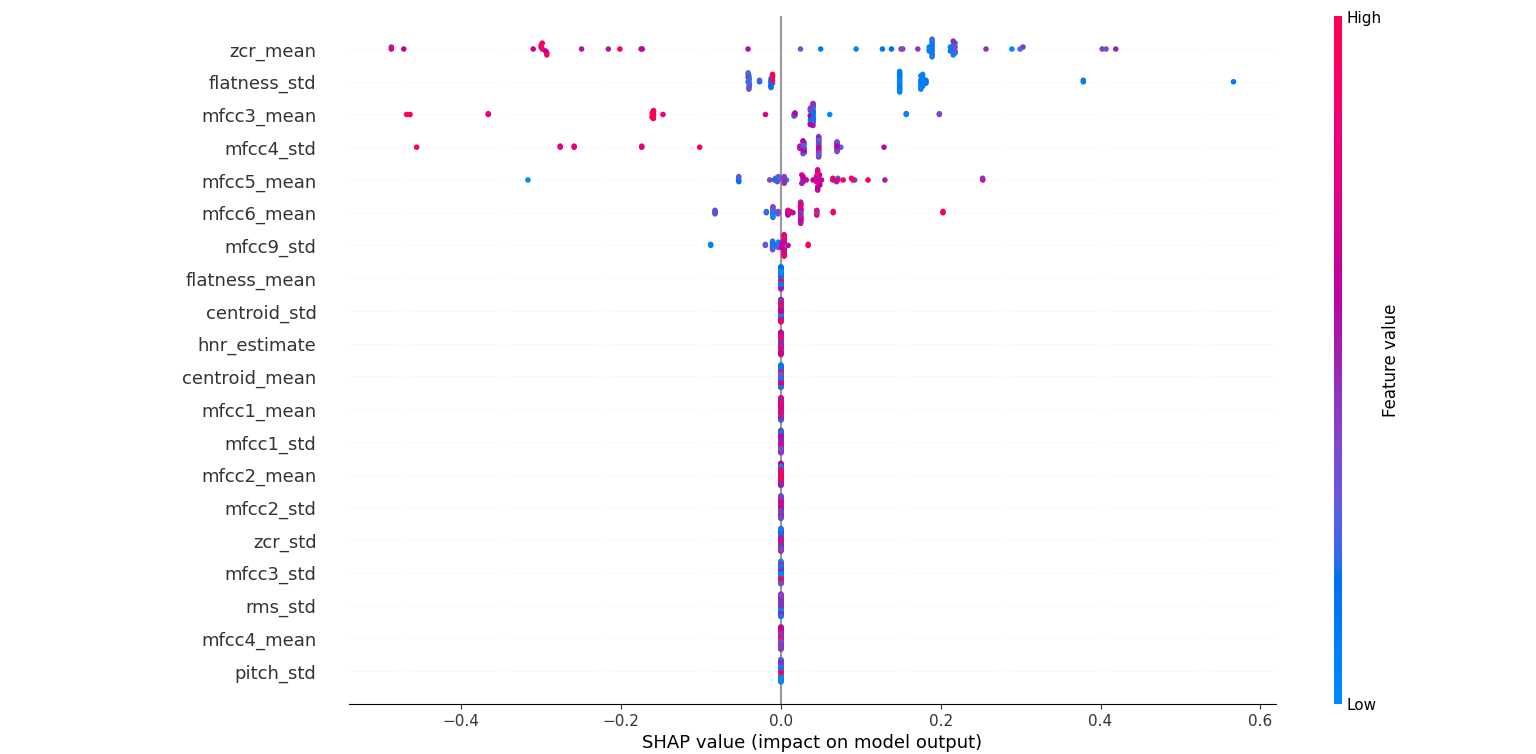 High
zcr_mean
flatness_std
mfcc3_mean
mfcc4_std
mfcc5_mean
mfcc6_mean
mfcc9_std
flatness_mean
centroid_std
hnr_estimate
centroid_mean
mfcc1_mean
mfcc1_std
mfcc2_mean
mfcc2_std
zcr_std
mfcc3_std
rms_std
mfcc4_mean
pitch_std
Feature value
Low
−0.4 −0.2 0.0 0.2 0.4 0.6
SHAP value (impact on model output)